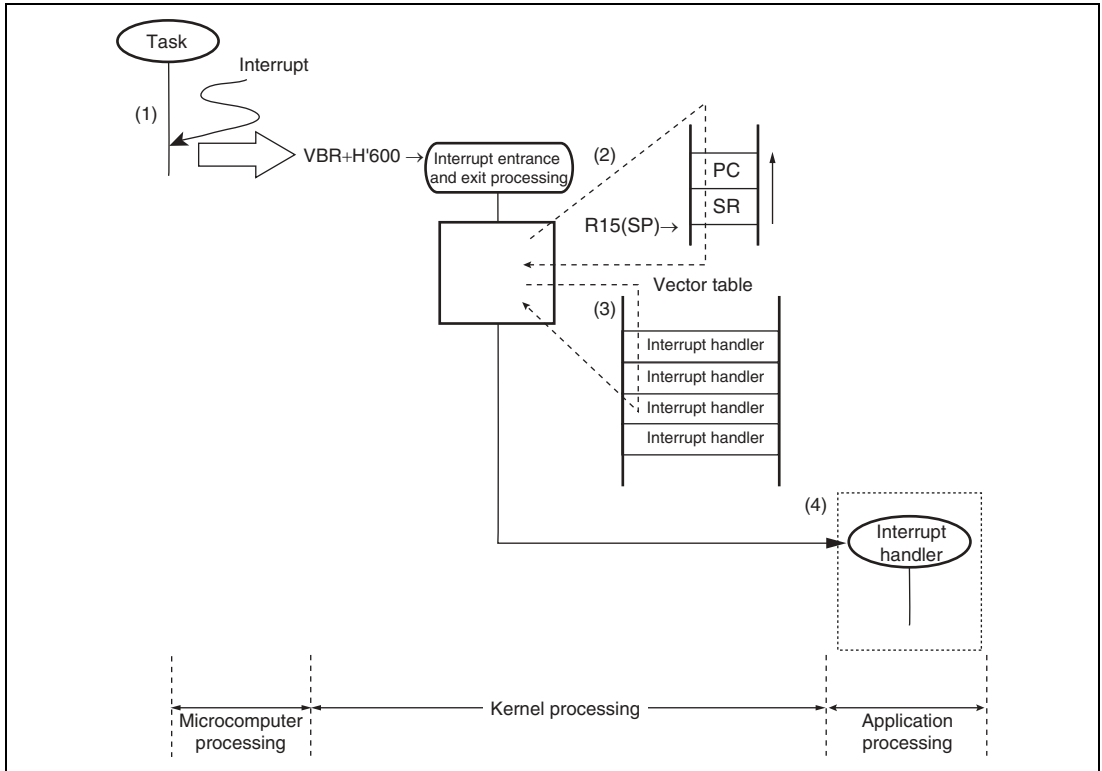 Task
Interrupt
(1)
VBR+H'600 →
Interrupt entrance
and exit processing
(2)
PC
SR
R15(SP)→
Vector table
(3)
Interrupt handler
Interrupt handler
Interrupt handler
Interrupt handler
(4)
Interrupt
handler
Microcomputer
processing
Kernel processing
Application
processing